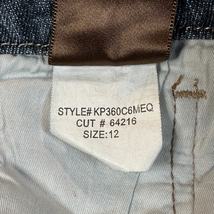 STYLE# KP360C6MEQ
CUT # 64216
SIZE:12